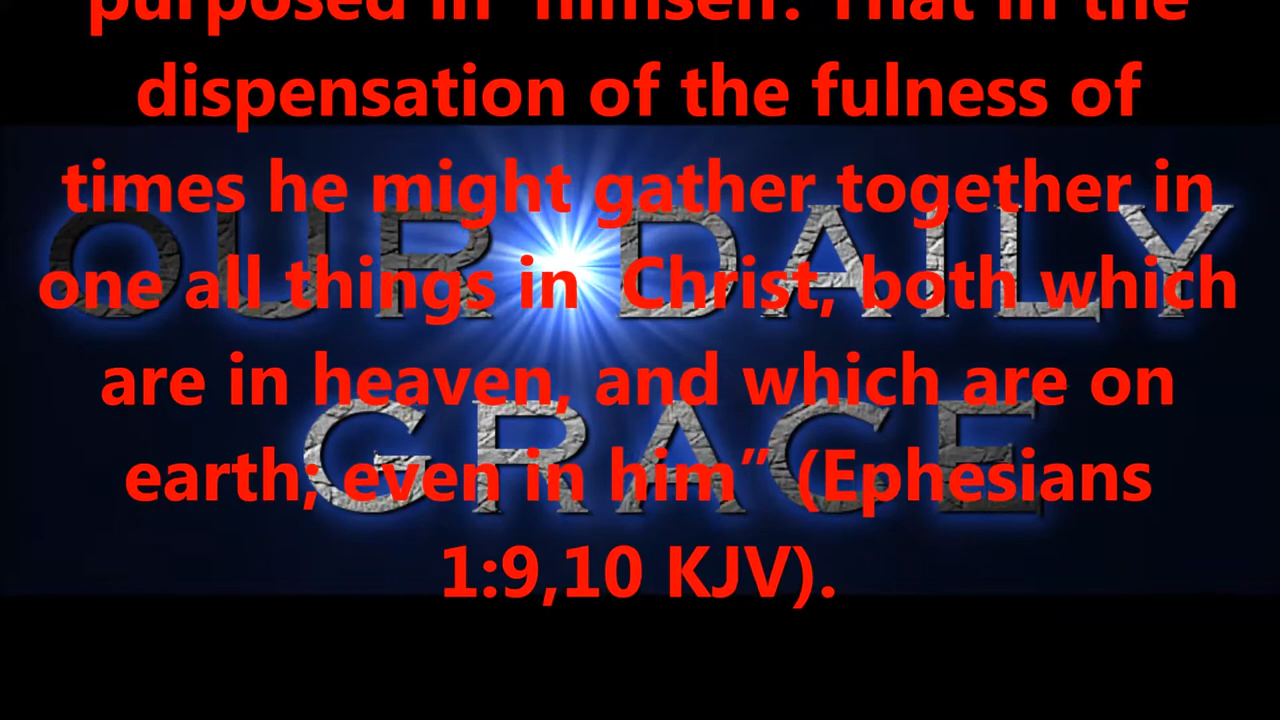 purposed in himself: That in the
dispensation of the fulness of
times he might gather together in
one all things in Christ, both which
are in heaven, and which are on
earth; even in him” (Ephesians
1:9,10 KJV).
OUR DAILY
GRACE